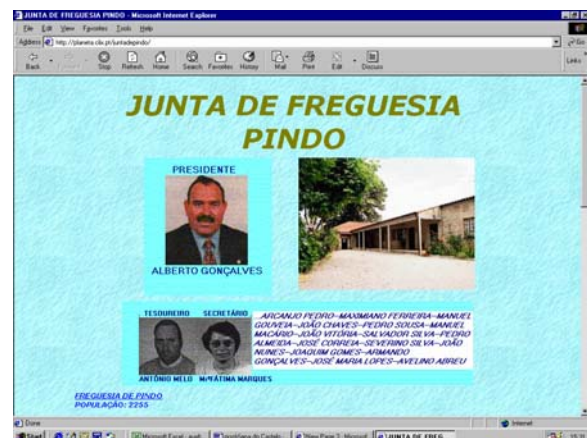 JUNTA DE FREGUESIA PINDO - Microsoft Internet Explorer
File Edit View Favorites Tools Help
Address http://planeta.clix.pt/juntadepindo/
Go
Links
Back Stop Refresh Home Search Favorites History Mail Print Edit Discuss
JUNTA DE FREGUESIA
PINDO
PRESIDENTE
ALBERTO GONÇALVES
TESOUREIRO SECRETÁRIO
ANTÓNIO MELO MªFÁTIMA MARQUES
ARCANJO PEDRO-MAXIMIANO FERREIRA-MANUEL
GOUVEIA-JOÃO CHAVES-PEDRO SOUSA-MANUEL
MACÁRIO-JOÃO VITÓRIA-SALVADOR SILVA-PEDRO
ALMEIDA-JOSÉ CORREIA-SEVERINO SILVA-JOÃO
NUNES-JOAQUIM GOMES-ARMANDO
GONÇALVES-JOSÉ MARIA LOPES-AVELINO ABREU
FREGUESIA DE PINDO
POPULAÇÃO: 2255
Done
Internet
Start
JUNTA DE FREG...